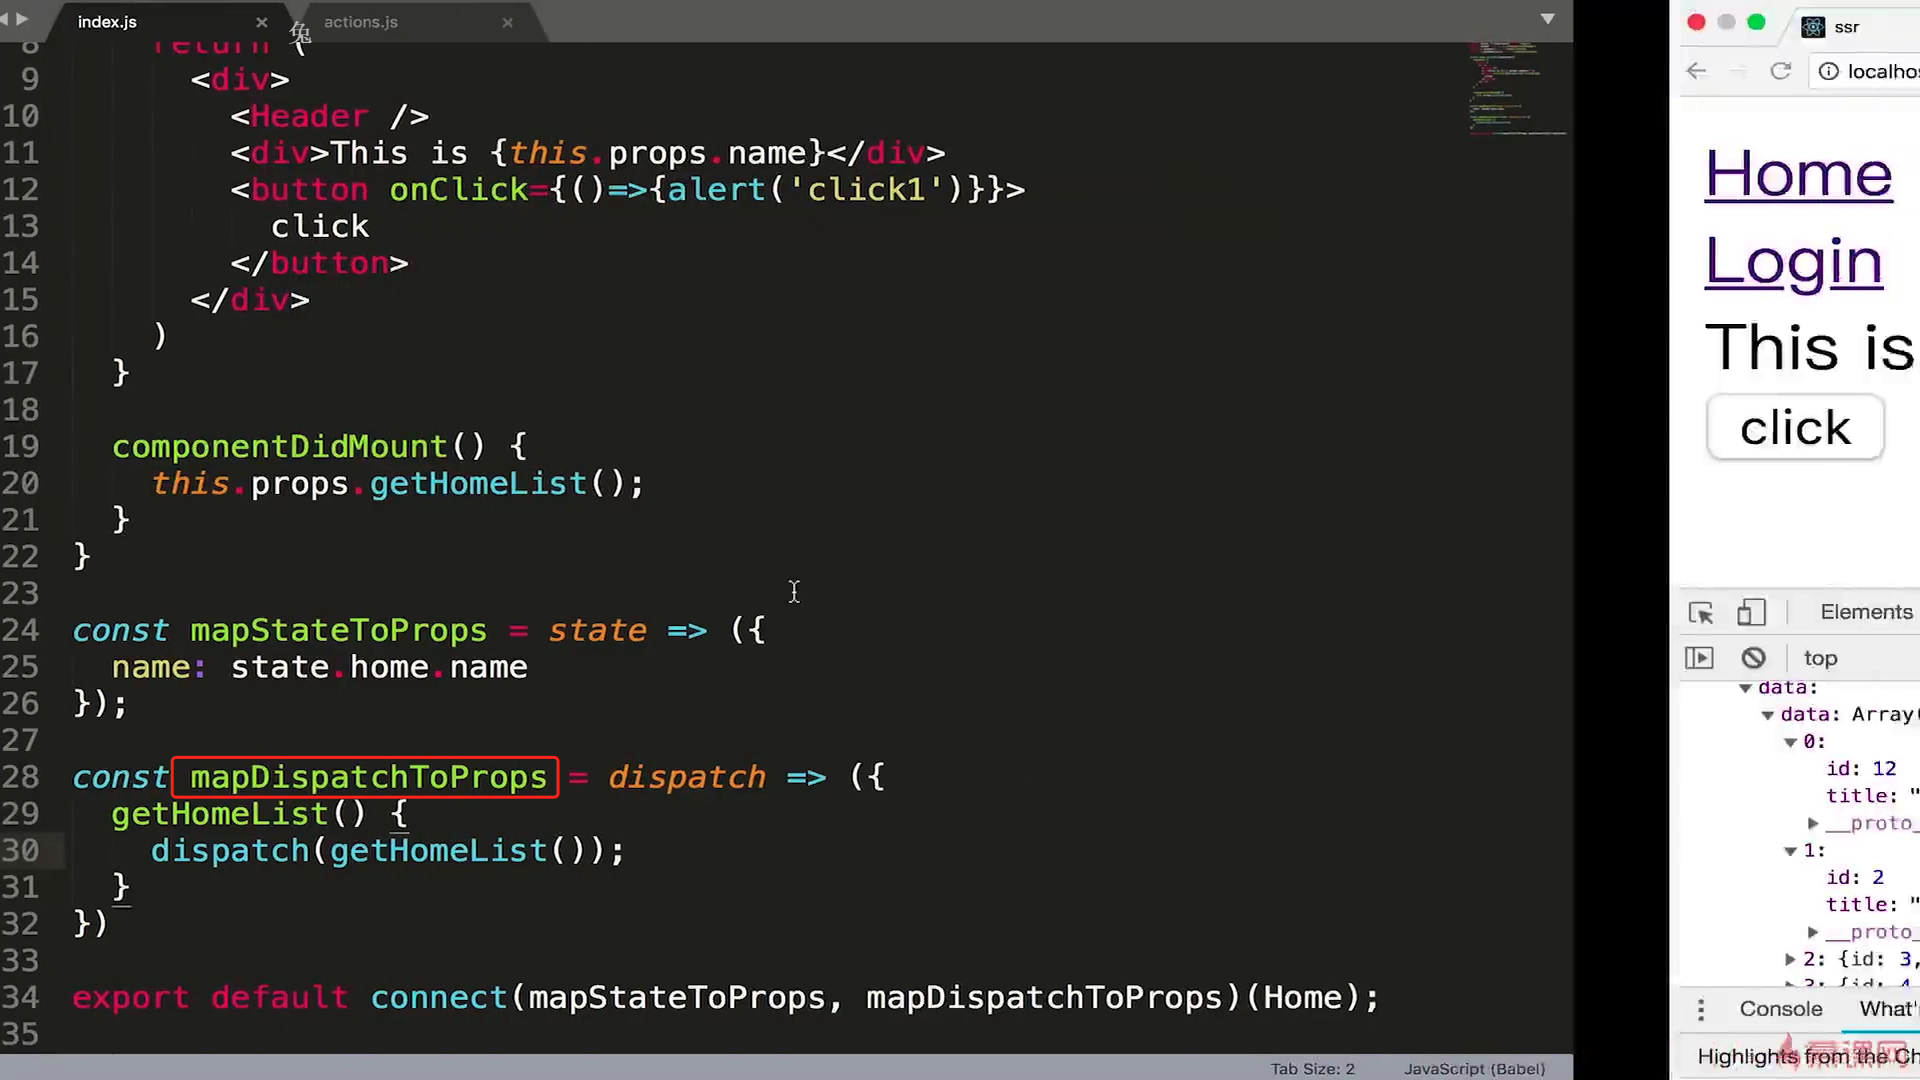 index.js
兔
actions.js
8 return (
9 <div>
10 <Header />
11 <div>This is {this.props.name}</div>
12 <button onClick={()=>{alert('click1')}}>
13 click
14 </button>
15 </div>
16 )
17 }
18
19 componentDidMount() {
20 this.props.getHomeList();
21 }
22 }
23
24 const mapStateToProps = state => ({
25 name: state.home.name
26 });
27
28 const mapDispatchToProps = dispatch => ({
29 getHomeList() {
30 dispatch(getHomeList());
31 }
32 })
33
34 export default connect(mapStateToProps, mapDispatchToProps)(Home);
35
Tab Size: 2
JavaScript (Babel)
ssr
localhos
Home
Login
This is
click
Elements
top
data:
data: Array(
0:
id: 12
title: "
__proto_
1:
id: 2
title: "
__proto_
2: {id: 3,
Console What'
Highlights from the Ch
慕课网